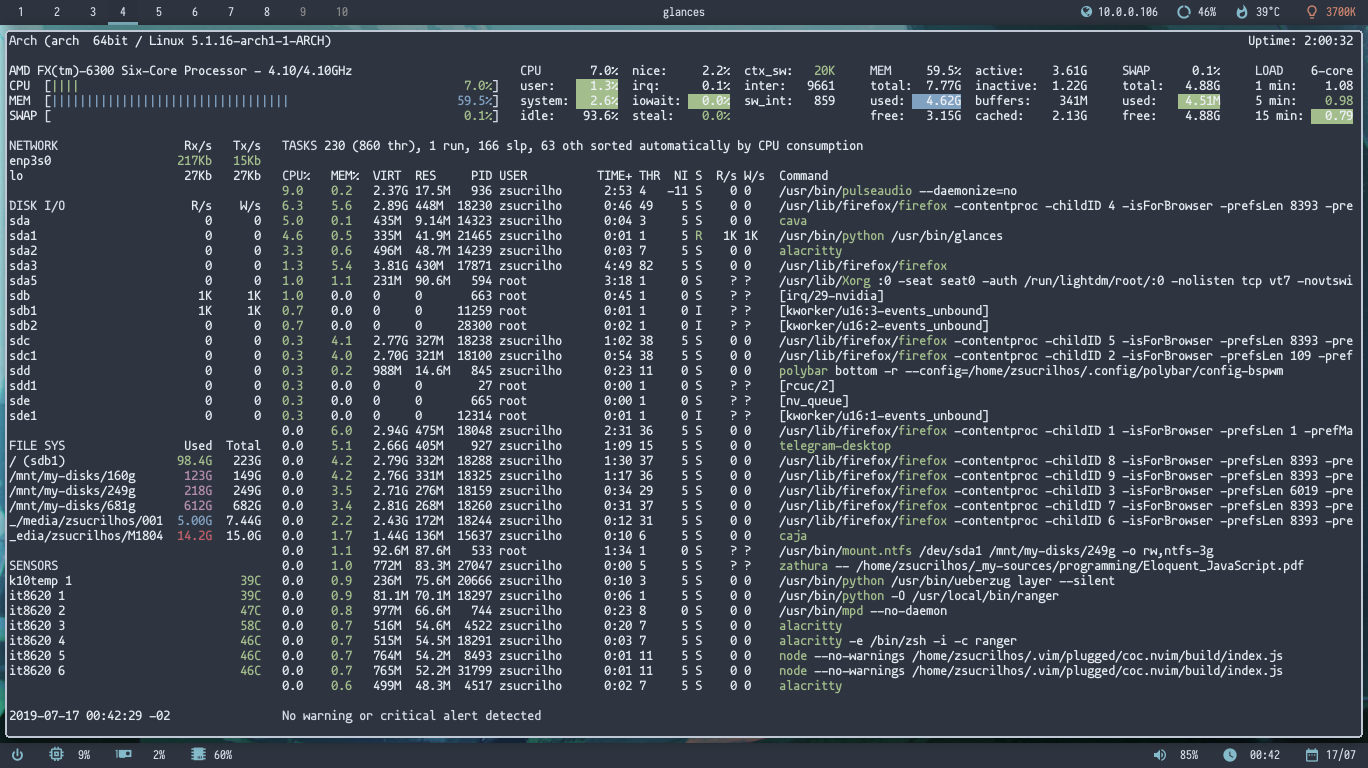 1 2 3 4 5 6 7 8 9 10 glances 10.0.0.106 46% 39°C 3700K
Arch (arch 64bit / Linux 5.1.16-arch1-1-ARCH) Uptime: 2:00:32
AMD FX(tm)-6300 Six-Core Processor - 4.10/4.10GHz CPU 7.0% nice: 2.2% ctx_sw: 20K MEM 59.5% active: 3.61G SWAP 0.1% LOAD 6-core
CPU [|||| 7.0%] user: 1.3% irq: 0.1% inter: 9661 total: 7.77G inactive: 1.22G total: 4.88G 1 min: 1.08
MEM [|||||||||||||||||||||||||||||||||| 59.5%] system: 2.6% iowait: 0.0% sw_int: 859 used: 4.62G buffers: 341M used: 4.51M 5 min: 0.98
SWAP [ 0.1%] idle: 93.6% steal: 0.0% free: 3.15G cached: 2.13G free: 4.88G 15 min: 0.79
NETWORK Rx/s Tx/s TASKS 230 (860 thr), 1 run, 166 slp, 63 oth sorted automatically by CPU consumption
enp3s0 217Kb 15Kb
lo 27Kb 27Kb CPU% MEM% VIRT RES PID USER TIME+ THR NI S R/s W/s Command
9.0 0.2 2.37G 17.5M 936 zsucrilho 2:53 4 -11 S 0 0 /usr/bin/pulseaudio --daemonize=no
DISK I/O R/s W/s 6.3 5.6 2.89G 448M 18230 zsucrilho 0:46 49 5 S 0 0 /usr/lib/firefox/firefox -contentproc -childID 4 -isForBrowser -prefsLen 8393 -pre
sda 0 0 5.0 0.1 435M 9.14M 14323 zsucrilho 0:04 3 5 S 0 0 cava
sda1 0 0 4.6 0.5 335M 41.9M 21465 zsucrilho 0:01 1 5 R 1K 1K /usr/bin/python /usr/bin/glances
sda2 0 0 3.3 0.6 496M 48.7M 14239 zsucrilho 0:03 7 5 S 0 0 alacritty
sda3 0 0 1.3 5.4 3.81G 430M 17871 zsucrilho 4:49 82 5 S 0 0 /usr/lib/firefox/firefox
sda5 0 0 1.0 1.1 231M 90.6M 594 root 3:18 1 0 S ? ? /usr/lib/Xorg :0 -seat seat0 -auth /run/lightdm/root/:0 -nolisten tcp vt7 -novtswi
sdb 1K 1K 1.0 0.0 0 0 663 root 0:45 1 0 S ? ? [irq/29-nvidia]
sdb1 1K 1K 0.7 0.0 0 0 11259 root 0:01 1 0 I ? ? [kworker/u16:3-events_unbound]
sdb2 0 0 0.7 0.0 0 0 28300 root 0:02 1 0 I ? ? [kworker/u16:2-events_unbound]
sdc 0 0 0.3 4.1 2.77G 327M 18238 zsucrilho 1:02 38 5 S 0 0 /usr/lib/firefox/firefox -contentproc -childID 5 -isForBrowser -prefsLen 8393 -pre
sdc1 0 0 0.3 4.0 2.70G 321M 18100 zsucrilho 0:54 38 5 S 0 0 /usr/lib/firefox/firefox -contentproc -childID 2 -isForBrowser -prefsLen 109 -pref
sdd 0 0 0.3 0.2 988M 14.6M 845 zsucrilho 0:23 11 0 S 0 0 polybar bottom -r --config=/home/zsucrilhos/.config/polybar/config-bspwm
sdd1 0 0 0.3 0.0 0 0 27 root 0:00 1 0 S ? ? [rcuc/2]
sde 0 0 0.3 0.0 0 0 665 root 0:00 1 0 S ? ? [nv_queue]
sde1 0 0 0.3 0.0 0 0 12314 root 0:01 1 0 I ? ? [kworker/u16:1-events_unbound]
0.0 6.0 2.94G 475M 18048 zsucrilho 2:31 36 5 S 0 0 /usr/lib/firefox/firefox -contentproc -childID 1 -isForBrowser -prefsLen 1 -prefMa
FILE SYS Used Total 0.0 5.1 2.66G 405M 927 zsucrilho 1:09 15 5 S 0 0 telegram-desktop
/ (sdb1) 98.4G 223G 0.0 4.2 2.79G 332M 18288 zsucrilho 1:30 37 5 S 0 0 /usr/lib/firefox/firefox -contentproc -childID 8 -isForBrowser -prefsLen 8393 -pre
/mnt/my-disks/160g 123G 149G 0.0 4.2 2.76G 331M 18325 zsucrilho 1:17 36 5 S 0 0 /usr/lib/firefox/firefox -contentproc -childID 9 -isForBrowser -prefsLen 8393 -pre
/mnt/my-disks/249g 218G 249G 0.0 3.5 2.71G 276M 18159 zsucrilho 0:34 29 5 S 0 0 /usr/lib/firefox/firefox -contentproc -childID 3 -isForBrowser -prefsLen 6019 -pre
/mnt/my-disks/681g 612G 682G 0.0 3.4 2.81G 268M 18260 zsucrilho 0:31 37 5 S 0 0 /usr/lib/firefox/firefox -contentproc -childID 7 -isForBrowser -prefsLen 8393 -pre
_/media/zsucrilhos/001 5.00G 7.44G 0.0 2.2 2.43G 172M 18244 zsucrilho 0:12 31 5 S 0 0 /usr/lib/firefox/firefox -contentproc -childID 6 -isForBrowser -prefsLen 8393 -pre
_edia/zsucrilhos/M1804 14.2G 15.0G 0.0 1.7 1.44G 136M 15637 zsucrilho 0:10 6 5 S 0 0 caja
0.0 1.1 92.6M 87.6M 533 root 1:34 1 0 S ? ? /usr/bin/mount.ntfs /dev/sda1 /mnt/my-disks/249g -o rw,ntfs-3g
SENSORS 0.0 1.0 772M 83.3M 27047 zsucrilho 0:00 5 5 S ? ? zathura -- /home/zsucrilhos/_my-sources/programming/Eloquent_JavaScript.pdf
k10temp 1 39C 0.0 0.9 236M 75.6M 20666 zsucrilho 0:10 3 5 S 0 0 /usr/bin/python /usr/bin/ueberzug layer --silent
it8620 1 39C 0.0 0.9 81.1M 70.1M 18297 zsucrilho 0:06 1 5 S 0 0 /usr/bin/python -O /usr/local/bin/ranger
it8620 2 47C 0.0 0.8 977M 66.6M 744 zsucrilho 0:23 8 0 S 0 0 /usr/bin/mpd --no-daemon
it8620 3 58C 0.0 0.7 516M 54.6M 4522 zsucrilho 0:20 7 5 S 0 0 alacritty
it8620 4 46C 0.0 0.7 515M 54.5M 18291 zsucrilho 0:03 7 5 S 0 0 alacritty -e /bin/zsh -i -c ranger
it8620 5 46C 0.0 0.7 764M 54.2M 8493 zsucrilho 0:01 11 5 S 0 0 node --no-warnings /home/zsucrilhos/.vim/plugged/coc.nvim/build/index.js
it8620 6 46C 0.0 0.7 765M 52.2M 31799 zsucrilho 0:01 11 5 S 0 0 node --no-warnings /home/zsucrilhos/.vim/plugged/coc.nvim/build/index.js
0.0 0.6 499M 48.3M 4517 zsucrilho 0:02 7 5 S 0 0 alacritty
2019-07-17 00:42:29 -02 No warning or critical alert detected
9% 2% 60% 85% 00:42 17/07